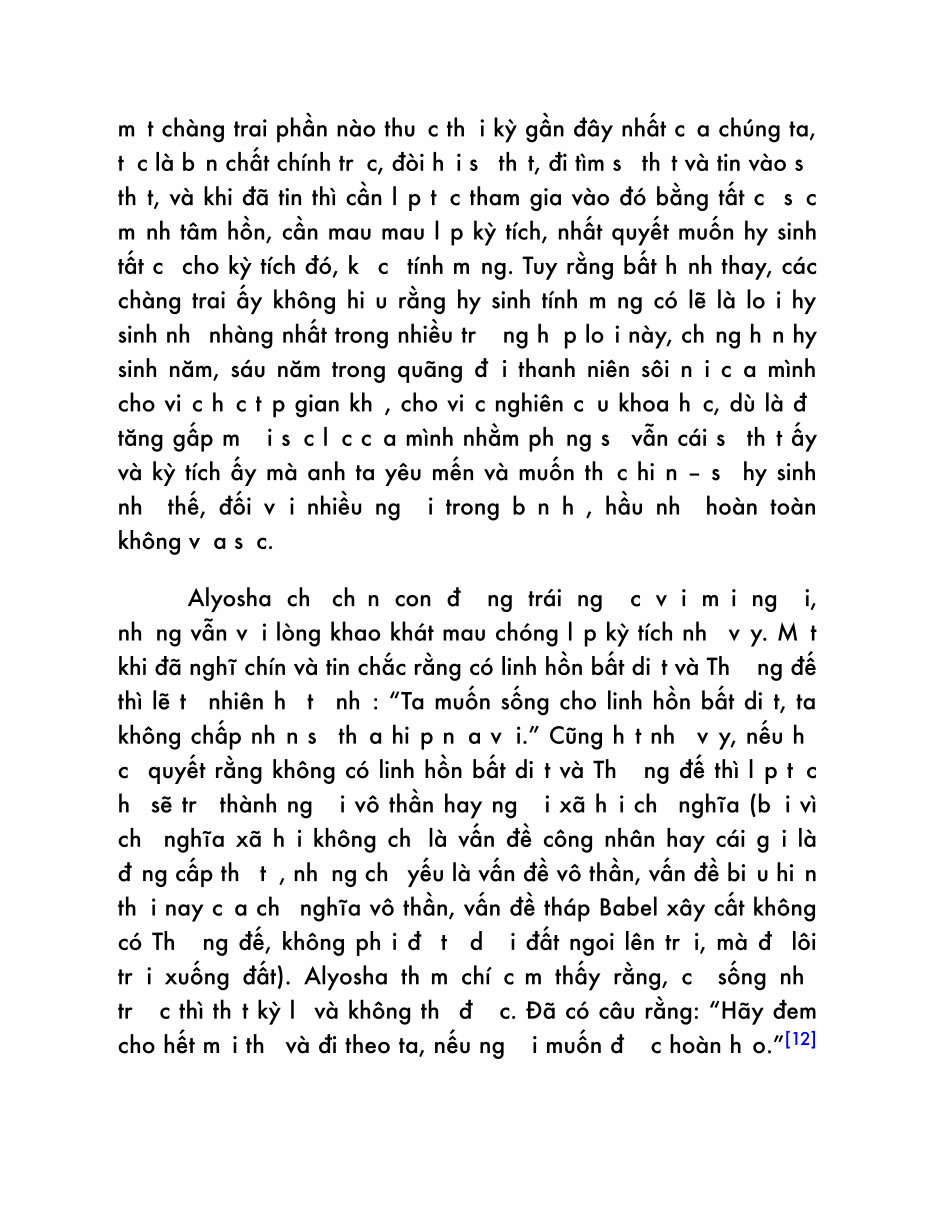 m t chàng trai phần nào thu c th i kỳ gần đây nhất c a chúng ta,
t c là b n chất chính tr c, đòi h i s th t, đi tìm s th t và tin vào s
th t, và khi đã tin thì cần l p t c tham gia vào đó bằng tất c s c
m nh tâm hồn, cần mau mau l p kỳ tích, nhất quyết muốn hy sinh
tất c cho kỳ tích đó, k c tính m ng. Tuy rằng bất h nh thay, các
chàng trai ấy không hi u rằng hy sinh tính m ng có lẽ là lo i hy
sinh nh nhàng nhất trong nhiều tr ng h p lo i này, ch ng h n hy
sinh năm, sáu năm trong quãng đ i thanh niên sôi n i c a mình
cho vi c h c t p gian kh , cho vi c nghiên c u khoa h c, dù là đ
tăng gấp m i s c l c c a mình nhằm ph ng s vẫn cái s th t ấy
và kỳ tích ấy mà anh ta yêu mến và muốn th c hi n – s hy sinh
nh thế, đối v i nhiều ng i trong b n h , hầu nh hoàn toàn
không v a s c.
Alyosha ch ch n con đ ng trái ng c v i m i ng i,
nh ng vẫn v i lòng khao khát mau chóng l p kỳ tích nh v y. M t
khi đã nghĩ chín và tin chắc rằng có linh hồn bất di t và Th ng đế
thì lẽ t nhiên h t nh : “Ta muốn sống cho linh hồn bất di t, ta
không chấp nh n s th a hi p n a v i.” Cũng h t nh v y, nếu h
c quyết rằng không có linh hồn bất di t và Th ng đế thì l p t c
h sẽ tr thành ng i vô thần hay ng i xã h i ch nghĩa (b i vì
ch nghĩa xã h i không ch là vấn đề công nhân hay cái g i là
đ ng cấp th t , nh ng ch yếu là vấn đề vô thần, vấn đề bi u hi n
th i nay c a ch nghĩa vô thần, vấn đề tháp Babel xây cất không
có Th ng đế, không ph i đ t d i đất ngoi lên tr i, mà đ lôi
tr i xuống đất). Alyosha th m chí c m thấy rằng, c sống nh
tr c thì th t kỳ l và không th đ c. Đã có câu rằng: “Hãy đem
cho hết m i th và đi theo ta, nếu ng i muốn đ c hoàn h o.”[12]